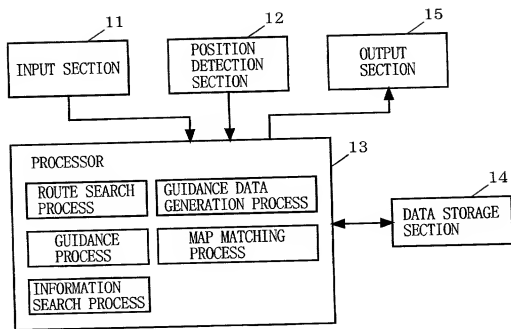 11
12
15
INPUT SECTION
POSITION
DETECTION
SECTION
OUTPUT
SECTION
13
PROCESSOR
ROUTE SEARCH
PROCESS
GUIDANCE DATA
GENERATION PROCESS
14
GUIDANCE
PROCESS
MAP MATCHING
PROCESS
DATA STORAGE
SECTION
INFORMATION
SEARCH PROCESS